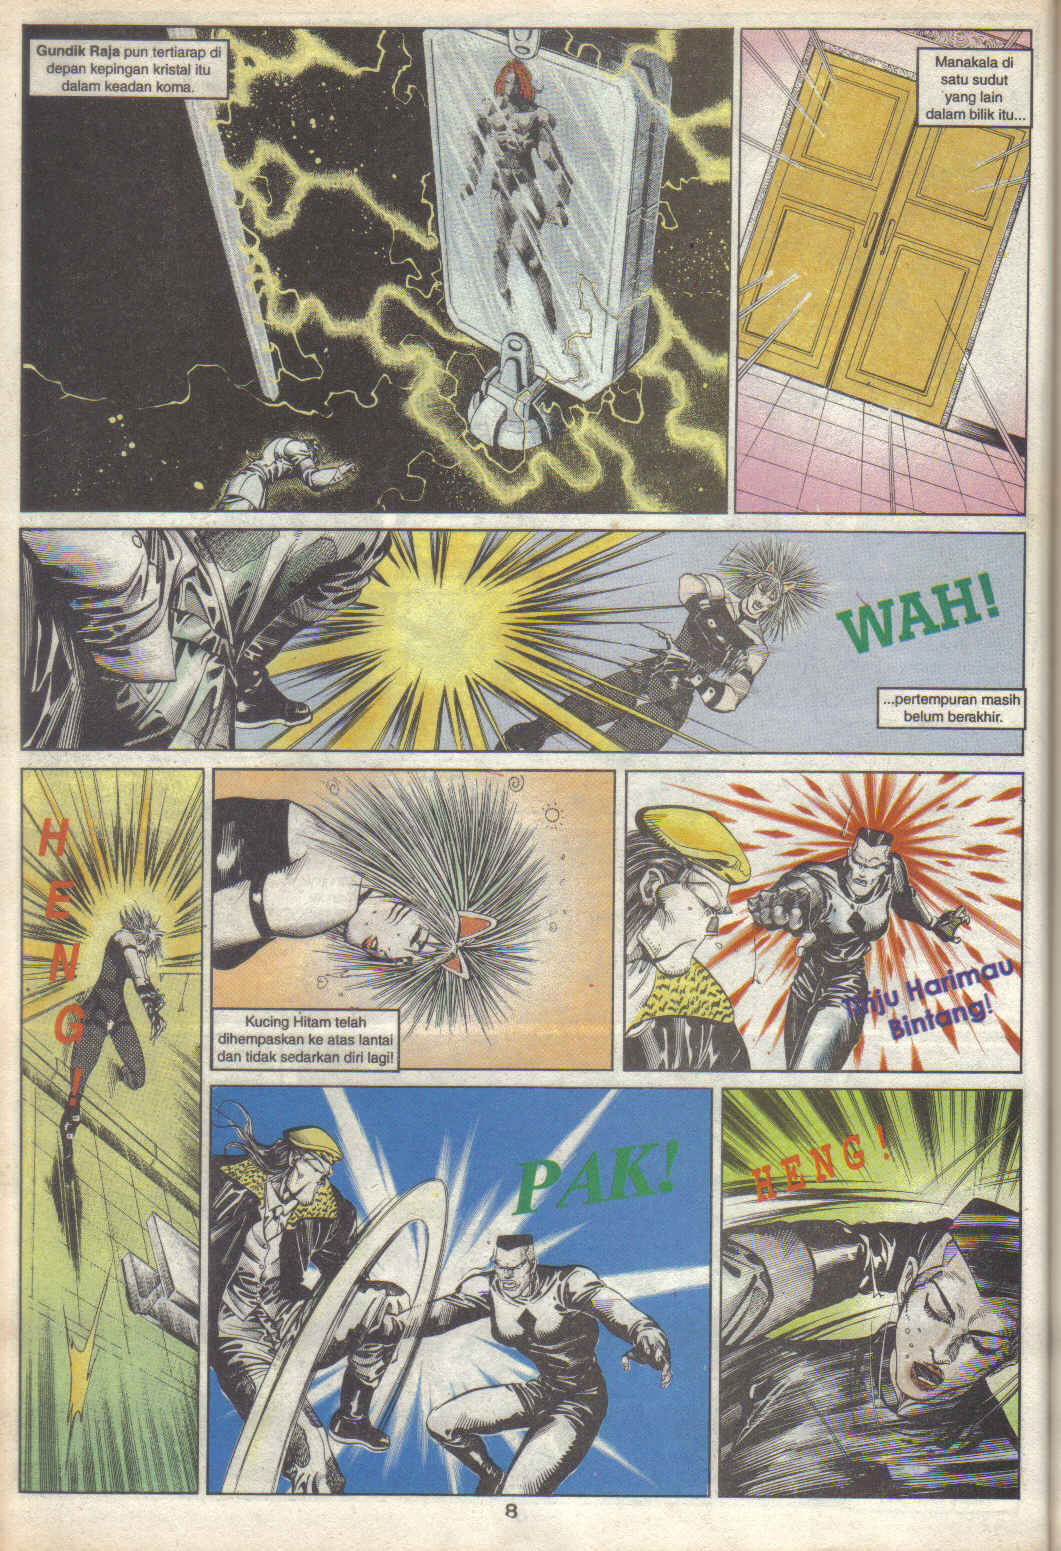 Gundik Raja pun tertiarap di
depan kepingan kristal itu
dalam keadan koma.
Manakala di
satu sudut
yang lain
dalam bilik itu...
WAH!
...pertempuran masih
belum berakhir.
HENG!
Kucing Hitam telah
dihempaskan ke atas lantai
dan tidak sedarkan diri lagi!
Tinju Harimau
Bintang!
PAK!
HENG!
8